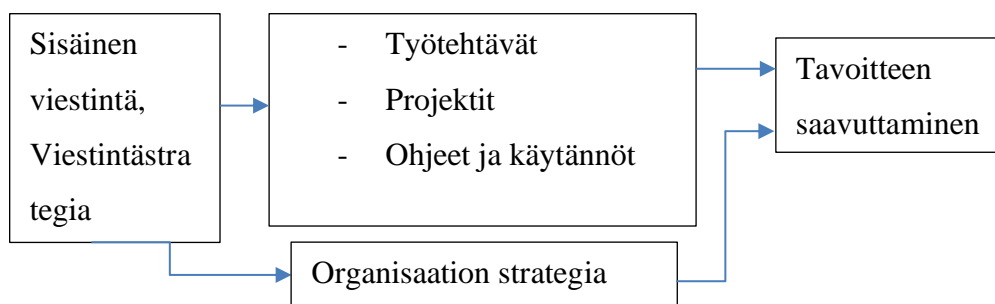 Sisäinen
viestintä,
Viestintästra
tegia
- Työtehtävät
- Projektit
- Ohjeet ja käytännöt
Organisaation strategia
Tavoitteen
saavuttaminen